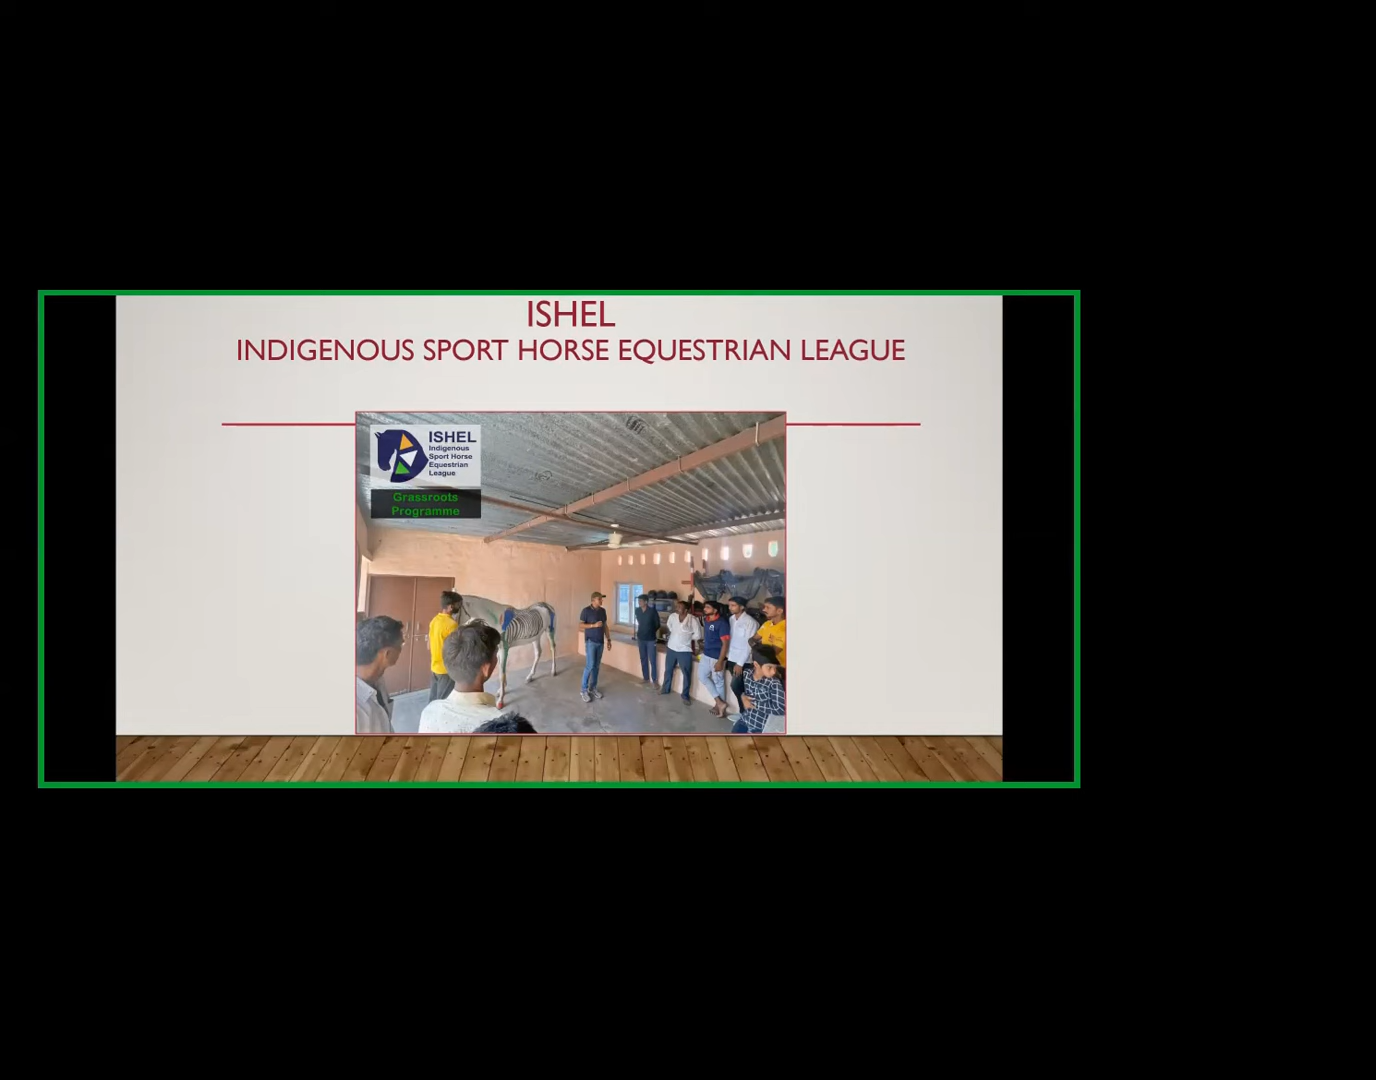 ISHEL
INDIGENOUS SPORT HORSE EQUESTRIAN LEAGUE
ISHEL
Indigenous
Sport Horse
Equestrian
League
Grassroots
Programme